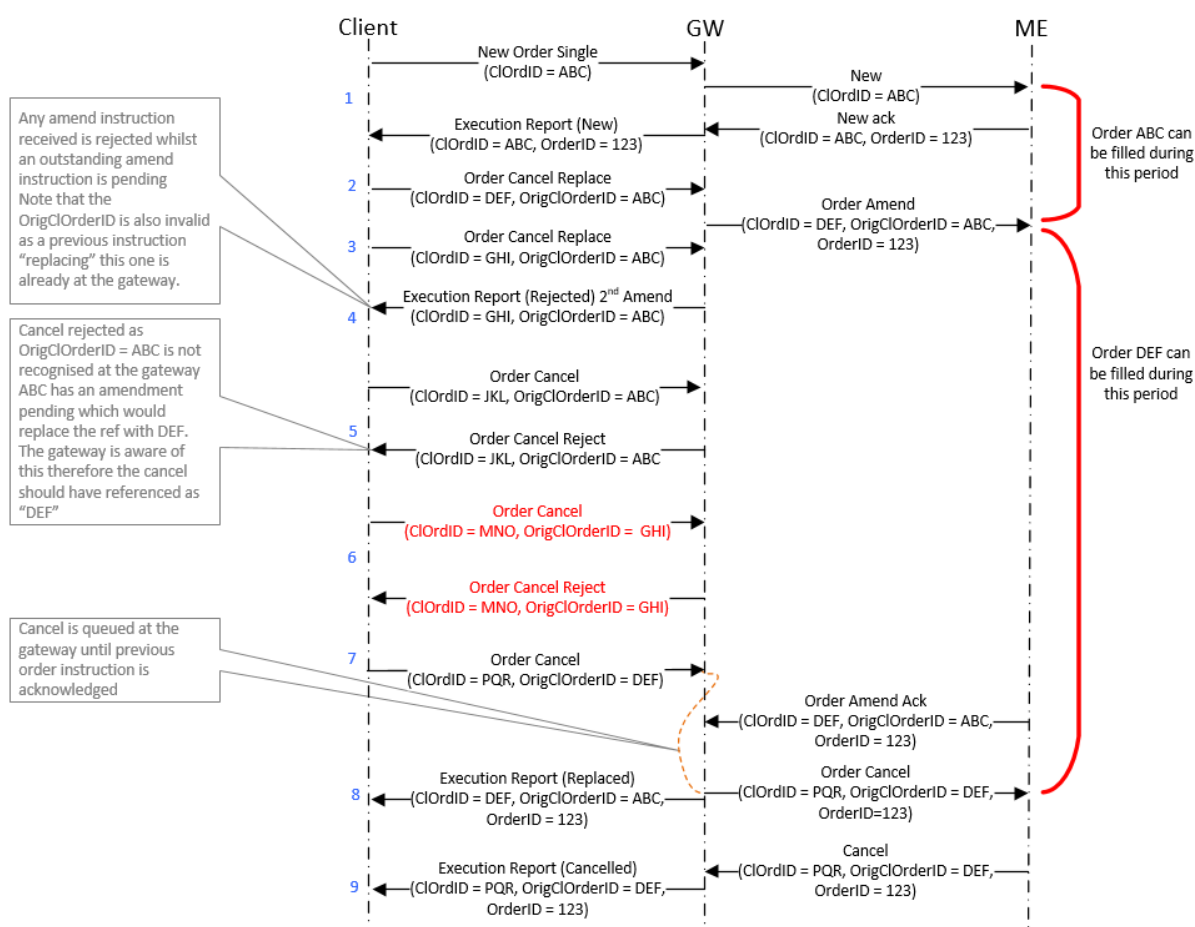 Client
GW
ME
New Order Single
(ClOrdID = ABC)
New
(ClOrdID = ABC)
1
New ack
(ClOrdID = ABC, OrderID = 123)
Execution Report (New)
(ClOrdID = ABC, OrderID = 123)
Order ABC can
be filled during
this period
Any amend instruction
received is rejected whilst
an outstanding amend
instruction is pending
Note that the
OrigClOrderID is also invalid
as a previous instruction
“replacing” this one is
already at the gateway.
2
Order Cancel Replace
(ClOrdID = DEF, OrigClOrderID = ABC)
Order Amend
(ClOrdID = DEF, OrigClOrderID = ABC,
OrderID = 123)
3
Order Cancel Replace
(ClOrdID = GHI, OrigClOrderID = ABC)
Execution Report (Rejected) 2nd Amend
(ClOrdID = GHI, OrigClOrderID = ABC)
4
Cancel rejected as
OrigClOrderID = ABC is not
recognised at the gateway
ABC has an amendment
pending which would
replace the ref with DEF.
The gateway is aware of
this therefore the cancel
should have referenced as
“DEF”
Order DEF can
be filled during
this period
Order Cancel
(ClOrdID = JKL, OrigClOrderID = ABC)
5
Order Cancel Reject
(ClOrdID = JKL, OrigClOrderID = ABC
Order Cancel
(ClOrdID = MNO, OrigClOrderID =  GHI)
6
Order Cancel Reject
(ClOrdID = MNO, OrigClOrderID = GHI)
Cancel is queued at the
gateway until previous
order instruction is
acknowledged
7
Order Cancel
(ClOrdID = PQR, OrigClOrderID = DEF)
Order Amend Ack
(ClOrdID = DEF, OrigClOrderID = ABC,
OrderID = 123)
8
Execution Report (Replaced)
(ClOrdID = DEF, OrigClOrderID = ABC,
OrderID = 123)
Order Cancel
(ClOrdID = PQR, OrigClOrderID = DEF,
OrderID=123)
Cancel
(ClOrdID = PQR, OrigClOrderID = DEF,
OrderID = 123)
9
Execution Report (Cancelled)
(ClOrdID = PQR, OrigClOrderID = DEF,
OrderID = 123)